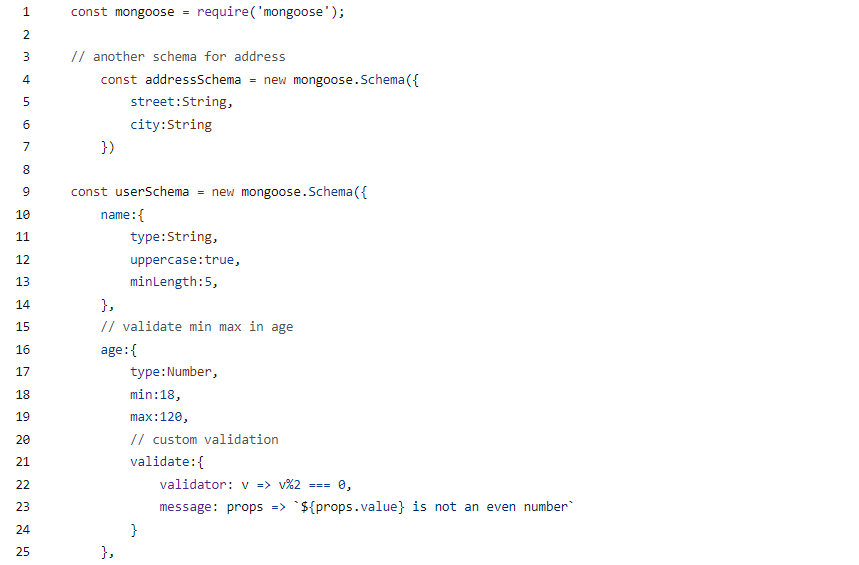 1 const mongoose = require('mongoose');
2
3 // another schema for address
4 const addressSchema = new mongoose.Schema({
5 street:String,
6 city:String
7 })
8
9 const userSchema = new mongoose.Schema({
10 name:{
11 type:String,
12 uppercase:true,
13 minLength:5,
14 },
15 // validate min max in age
16 age:{
17 type:Number,
18 min:18,
19 max:120,
20 // custom validation
21 validate:{
22 validator: v => v%2 === 0,
23 message: props => `${props.value} is not an even number`
24 }
25 },